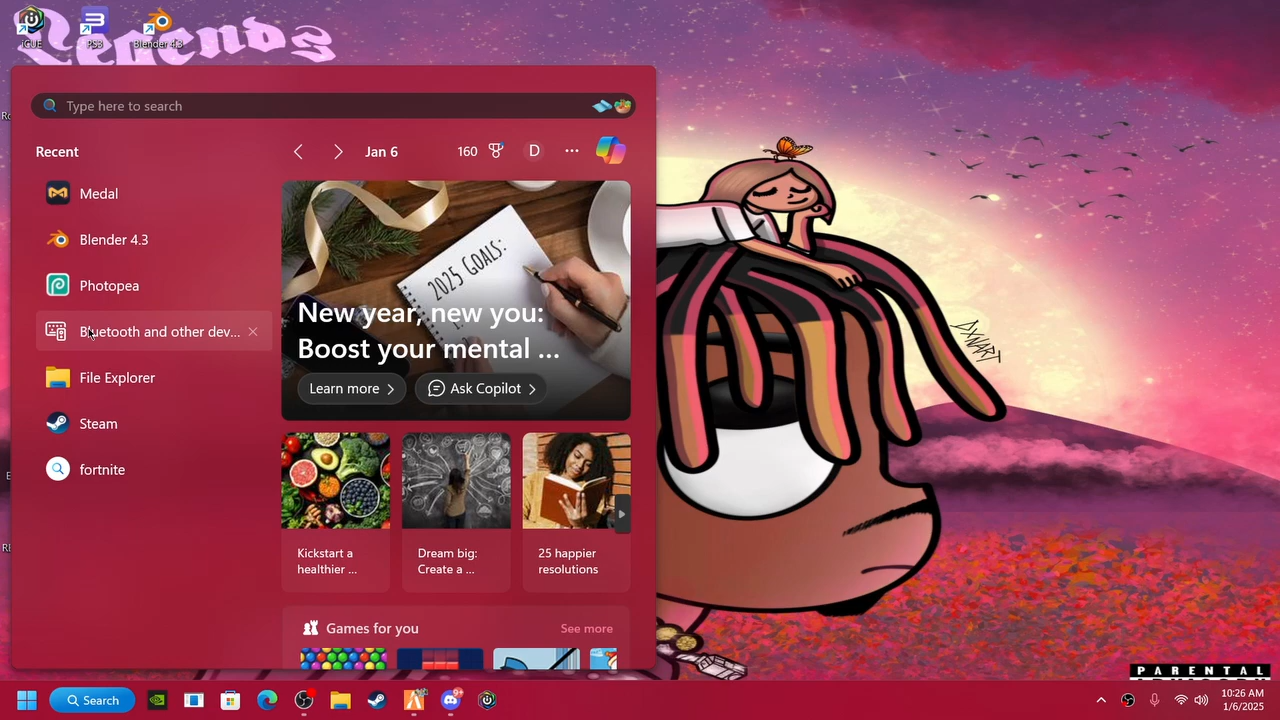 Legends
iCUE
PS3
Blender 4.3
Type here to search
Recent
Jan 6
160
D
Medal
Blender 4.3
Photopea
Bluetooth and other dev...
File Explorer
Steam
fortnite
2025 GOALS:
New year, new you:
Boost your mental ...
Learn more
Ask Copilot
Kickstart a
healthier ...
Dream big:
Create a ...
25 happier
resolutions
Games for you
See more
PARENTAL
Search
10:26 AM
1/6/2025